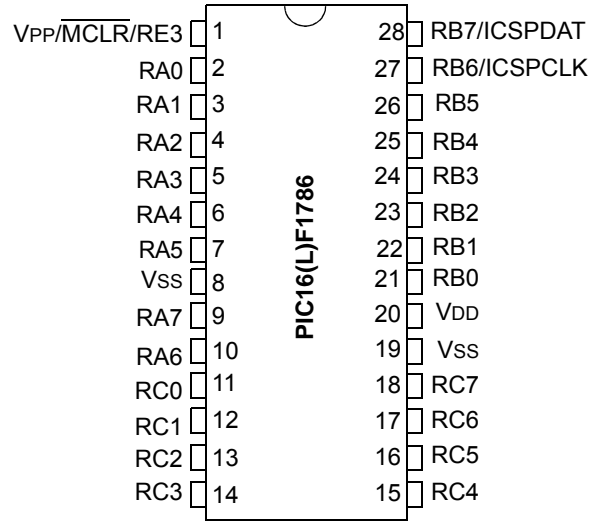 VPP/MCLR/RE3 1 28 RB7/ICSPDAT
RA0 2 27 RB6/ICSPCLK
RA1 3 26 RB5
RA2 4 25 RB4
RA3 5 24 RB3
RA4 6 23 RB2
RA5 7 22 RB1
VSS 8 21 RB0
RA7 9 20 VDD
RA6 10 19 VSS
RC0 11 18 RC7
RC1 12 17 RC6
RC2 13 16 RC5
RC3 14 15 RC4
PIC16(L)F1786